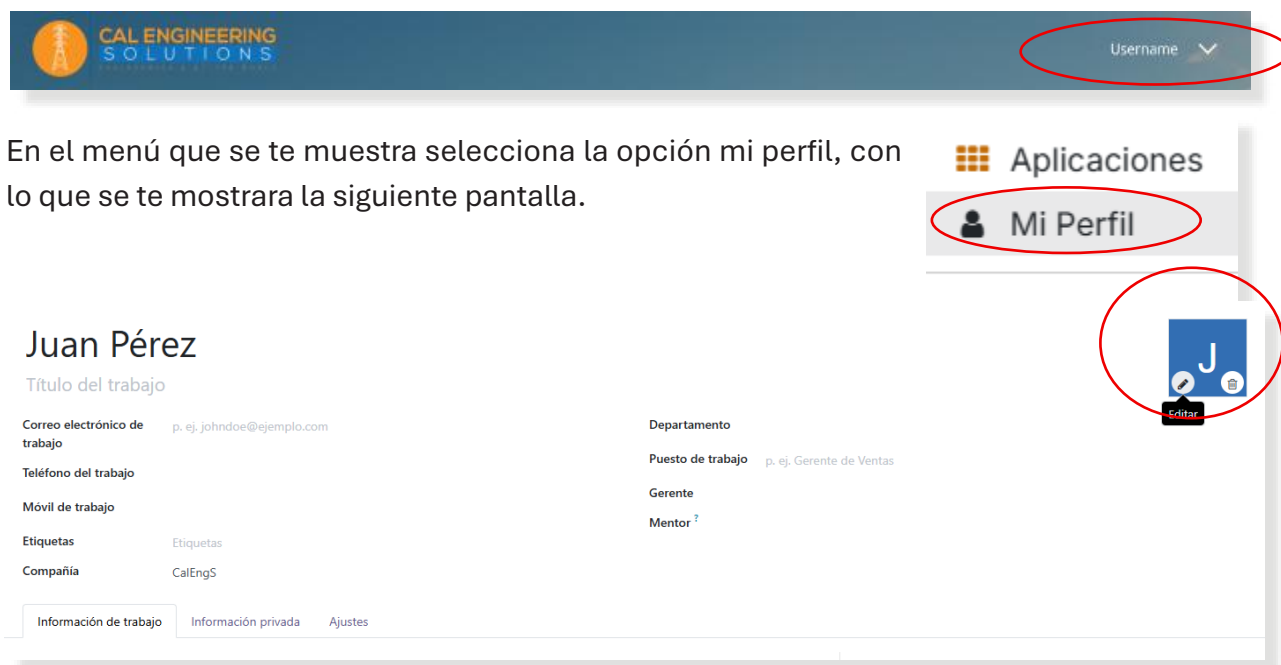 CAL ENGINEERING
SOLUTIONS
Username
En el menú que se te muestra selecciona la opción mi perfil, con
lo que se te mostrara la siguiente pantalla.
Aplicaciones
Mi Perfil
Juan Pérez
Título del trabajo
J
Editar
Correo electrónico de
trabajo
p. ej. johndoe@ejemplo.com
Teléfono del trabajo
Móvil de trabajo
Etiquetas Etiquetas
Compañía CalEngS
Departamento
Puesto de trabajo p. ej. Gerente de Ventas
Gerente
Mentor ?
Información de trabajo Información privada Ajustes